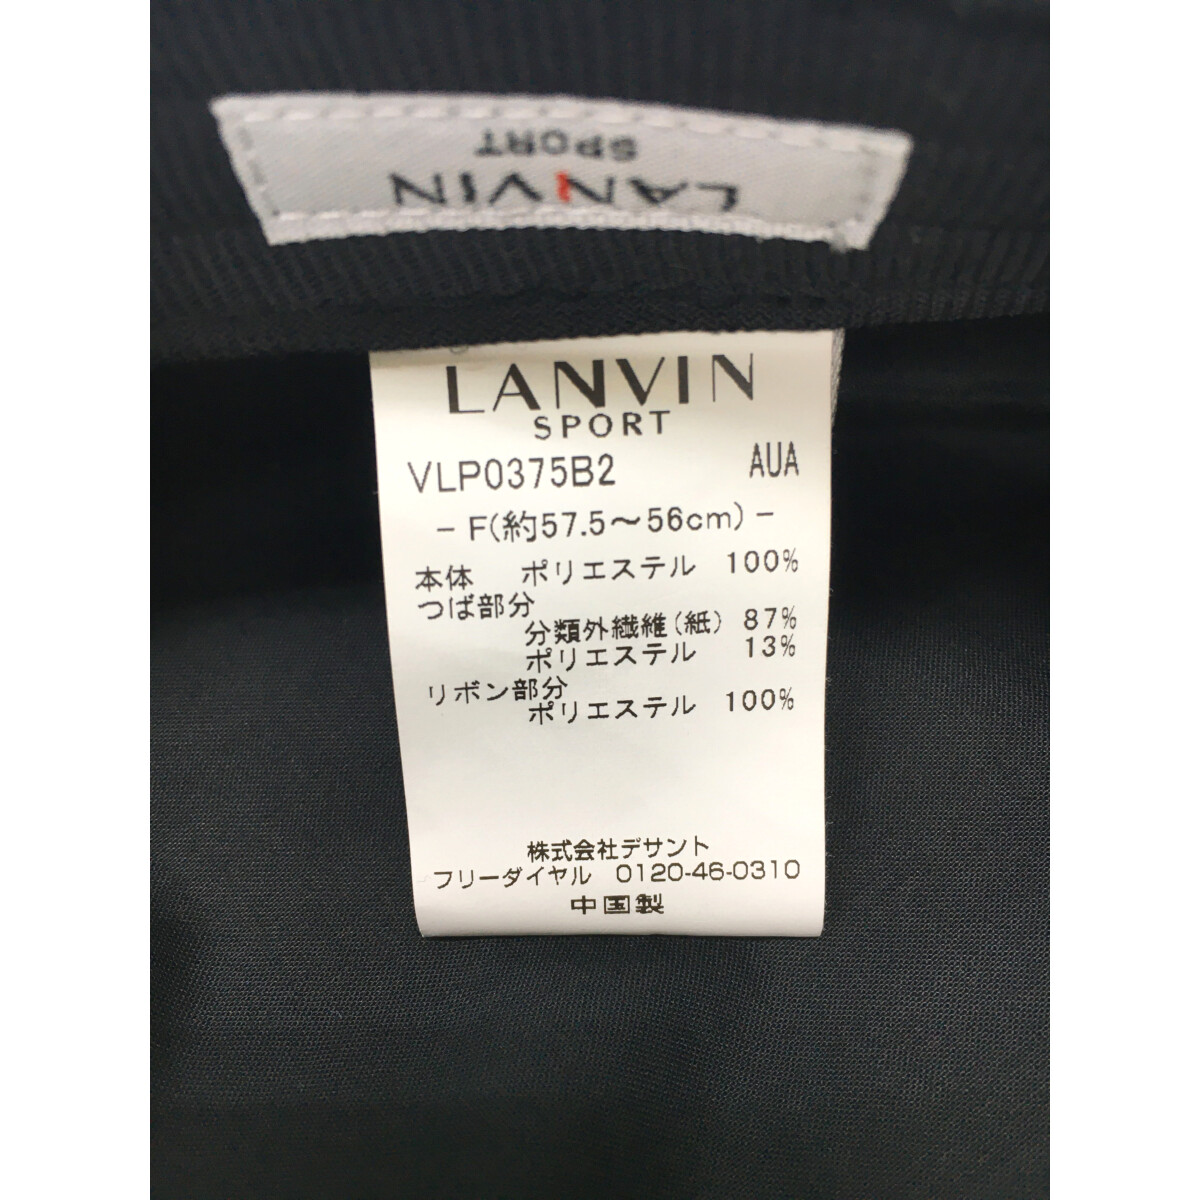 LANVIN
SPORT
LANVIN
SPORT
VLP0375B2 AUA
- F(約57.5～56cm) -
本体 ポリエステル 100%
つば部分
分類外繊維(紙) 87%
ポリエステル 13%
リボン部分
ポリエステル 100%
株式会社デサント
フリーダイヤル 0120-46-0310
中国製